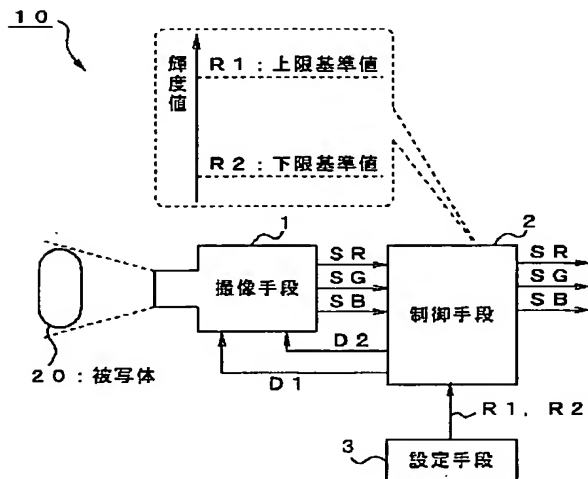 10
輝度値
R1:上限基準値
R2:下限基準値
1
撮像手段
SR
SG
SB
2
制御手段
SR
SG
SB
D2
D1
20:被写体
R1, R2
3
設定手段